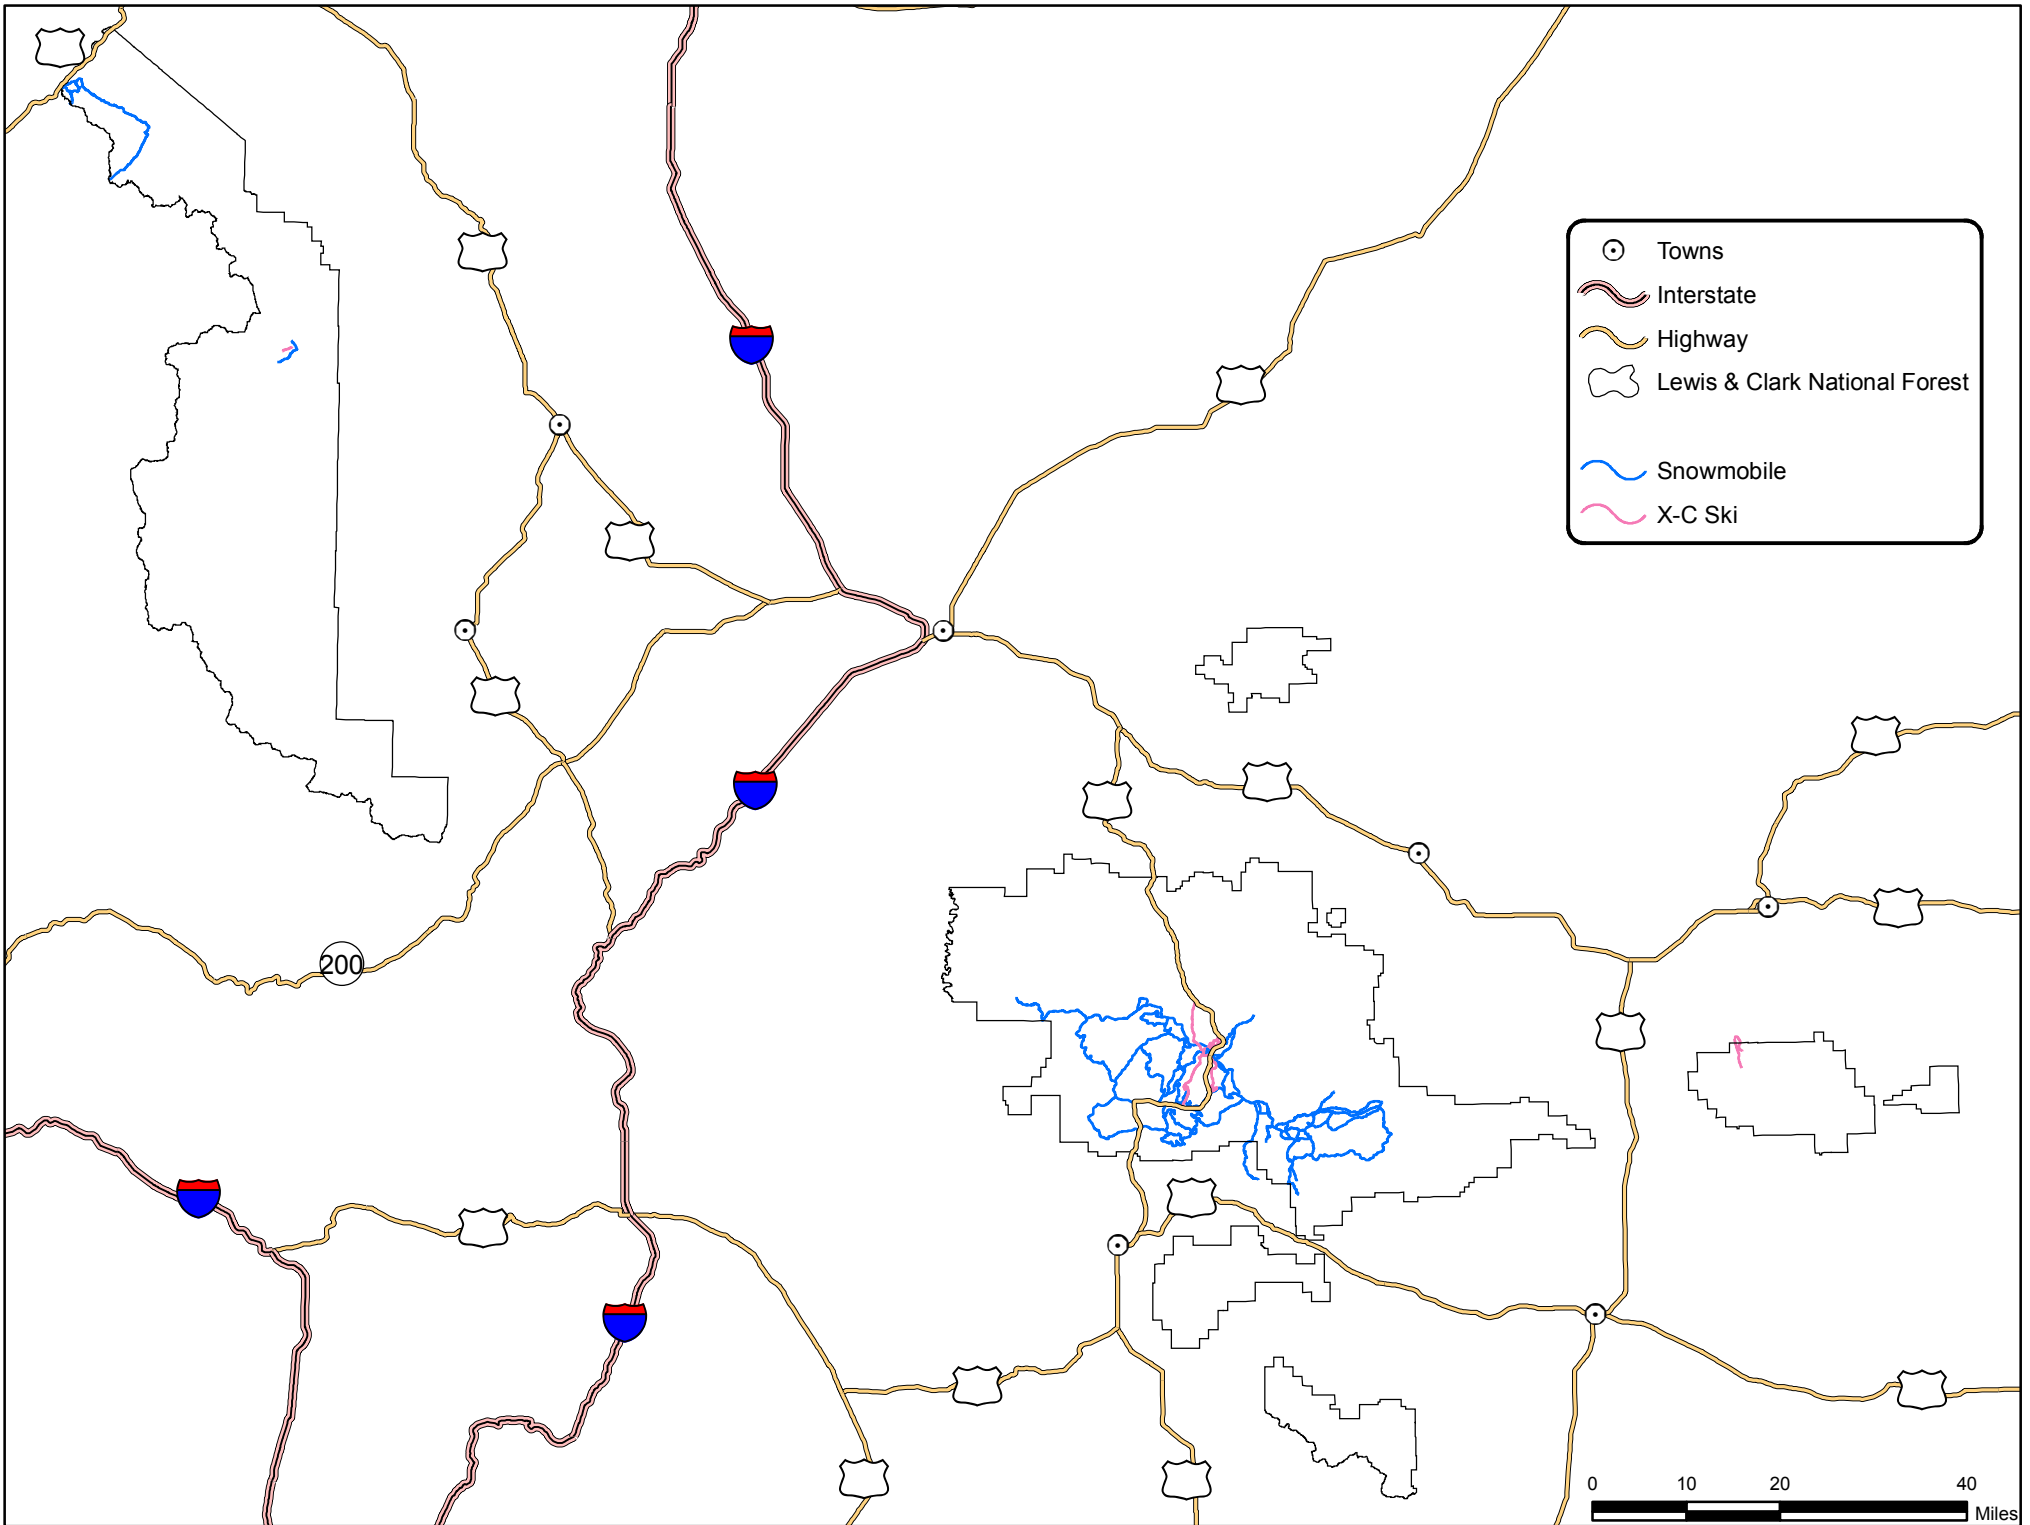 Towns
Interstate
Highway
Lewis & Clark National Forest
Snowmobile
X-C Ski
200
0 10 20 40
Miles